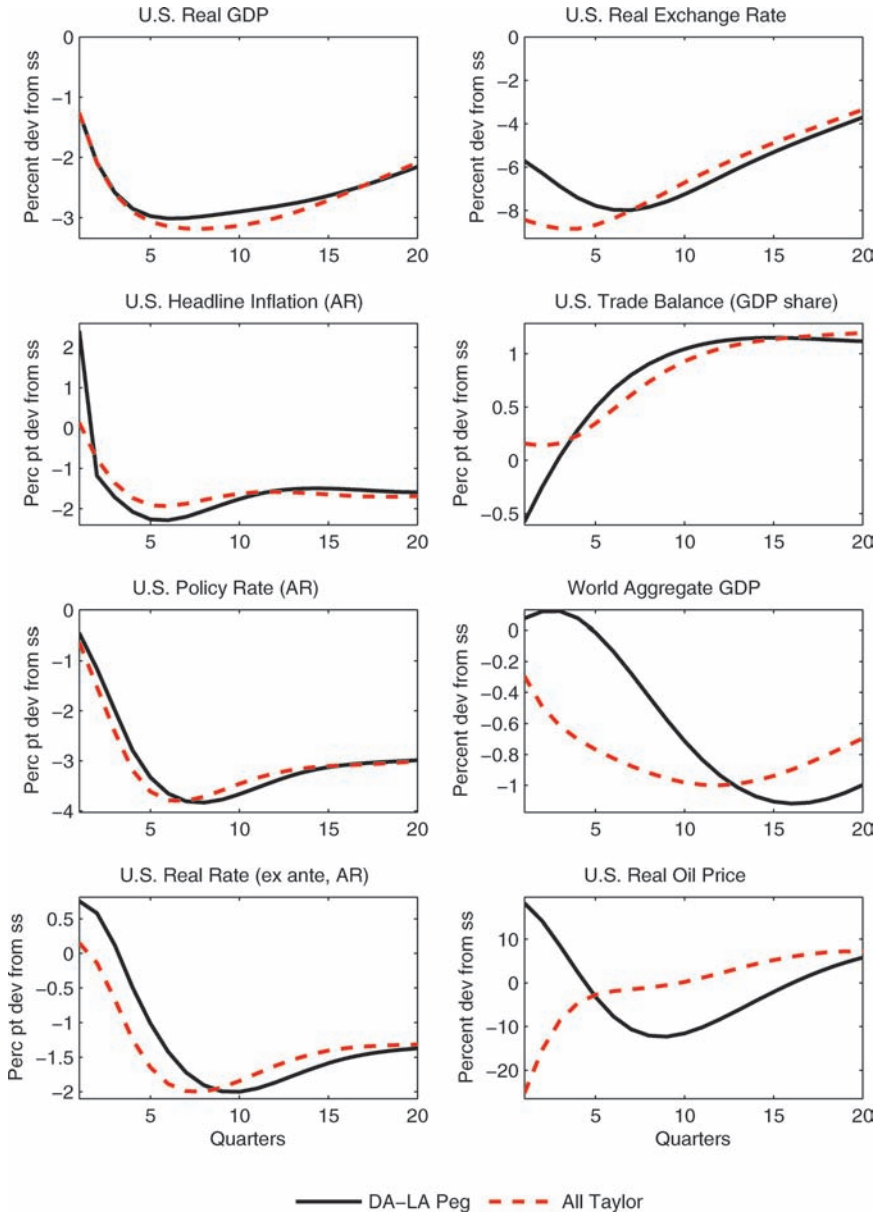 U.S. Real GDP
Percent dev from ss
0
−1
−2
−3
5 10 15 20
U.S. Real Exchange Rate
Percent dev from ss
0
−2
−4
−6
−8
5 10 15 20
U.S. Headline Inflation (AR)
Perc pt dev from ss
2
1
0
−1
−2
5 10 15 20
U.S. Trade Balance (GDP share)
Perc pt dev from ss
1
0.5
0
−0.5
5 10 15 20
U.S. Policy Rate (AR)
Perc pt dev from ss
0
−1
−2
−3
−4
5 10 15 20
World Aggregate GDP
Percent dev from ss
0
−0.2
−0.4
−0.6
−0.8
−1
5 10 15 20
U.S. Real Rate (ex ante, AR)
Perc pt dev from ss
0.5
0
−0.5
−1
−1.5
−2
5 10 15 20
Quarters
U.S. Real Oil Price
Percent dev from ss
10
0
−10
−20
5 10 15 20
Quarters
DA−LA Peg All Taylor